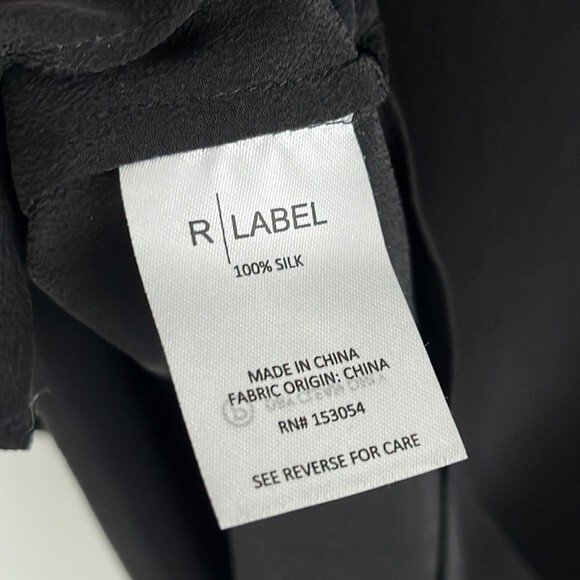 R LABEL
100% SILK
MADE IN CHINA
FABRIC ORIGIN: CHINA
RN# 153054
SEE REVERSE FOR CARE